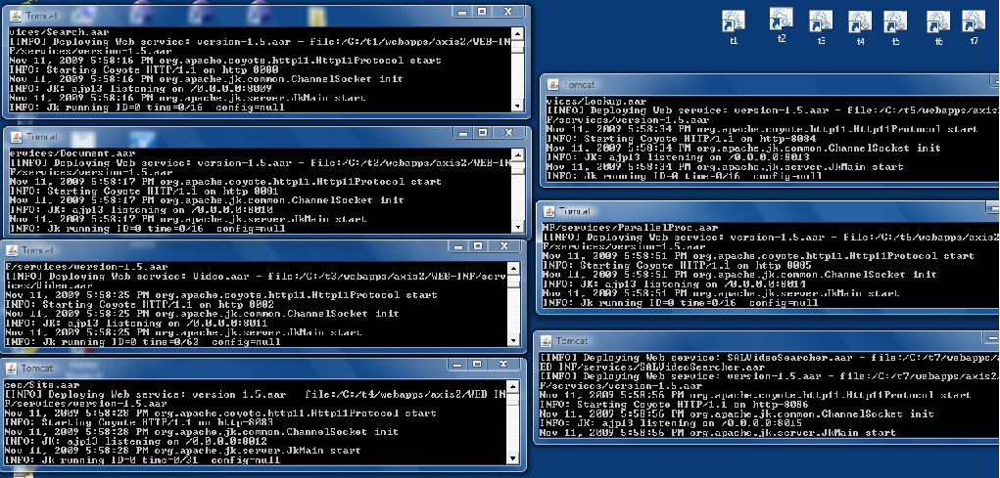 Tomcat
vices/Search.aar
[INFO] Deploying Web service: version-1.5.aar - file:/C:/t1/webapps/axis2/WEB-IN
F/services/version-1.5.aar
Nov 11, 2009 5:58:16 PM org.apache.coyote.http11.Http11Protocol start
INFO: Starting Coyote HTTP/1.1 on http-8080
Nov 11, 2009 5:58:16 PM org.apache.jk.common.ChannelSocket init
INFO: JK: ajp13 listening on /0.0.0.0:8009
Nov 11, 2009 5:58:16 PM org.apache.jk.server.JkMain start
INFO: Jk running ID=0 time=0/16 config=null
Tomcat
ervices/Document.aar
[INFO] Deploying Web service: version-1.5.aar - file:/C:/t2/webapps/axis2/WEB-IN
F/services/version-1.5.aar
Nov 11, 2009 5:58:17 PM org.apache.coyote.http11.Http11Protocol start
INFO: Starting Coyote HTTP/1.1 on http-8081
Nov 11, 2009 5:58:17 PM org.apache.jk.common.ChannelSocket init
INFO: JK: ajp13 listening on /0.0.0.0:8010
Nov 11, 2009 5:58:17 PM org.apache.jk.server.JkMain start
INFO: Jk running ID=0 time=0/16 config=null
Tomcat
F/services/version-1.5.aar
[INFO] Deploying Web service: Video.aar - file:/C:/t3/webapps/axis2/WEB-INF/serv
ices/Video.aar
Nov 11, 2009 5:58:25 PM org.apache.coyote.http11.Http11Protocol start
INFO: Starting Coyote HTTP/1.1 on http-8082
Nov 11, 2009 5:58:25 PM org.apache.jk.common.ChannelSocket init
INFO: JK: ajp13 listening on /0.0.0.0:8011
Nov 11, 2009 5:58:25 PM org.apache.jk.server.JkMain start
INFO: Jk running ID=0 time=0/62 config=null
Tomcat
ces/Site.aar
[INFO] Deploying Web service: version-1.5.aar - file:/C:/t4/webapps/axis2/WEB-IN
F/services/version-1.5.aar
Nov 11, 2009 5:58:28 PM org.apache.coyote.http11.Http11Protocol start
INFO: Starting Coyote HTTP/1.1 on http-8083
Nov 11, 2009 5:58:28 PM org.apache.jk.common.ChannelSocket init
INFO: JK: ajp13 listening on /0.0.0.0:8012
Nov 11, 2009 5:58:28 PM org.apache.jk.server.JkMain start
INFO: Jk running ID=0 time=0/31 config=null
t1 t2 t3 t4 t5 t6 t7
Tomcat
vices/Lookup.aar
[INFO] Deploying Web service: version-1.5.aar - file:/C:/t5/webapps/axis2
F/services/version-1.5.aar
Nov 11, 2009 5:58:34 PM org.apache.coyote.http11.Http11Protocol start
INFO: Starting Coyote HTTP/1.1 on http-8084
Nov 11, 2009 5:58:34 PM org.apache.jk.common.ChannelSocket init
INFO: JK: ajp13 listening on /0.0.0.0:8013
Nov 11, 2009 5:58:34 PM org.apache.jk.server.JkMain start
INFO: Jk running ID=0 time=0/16 config=null
Tomcat
NF/services/ParallelProc.aar
[INFO] Deploying Web service: version-1.5.aar - file:/C:/t6/webapps/axis2
F/services/version-1.5.aar
Nov 11, 2009 5:58:51 PM org.apache.coyote.http11.Http11Protocol start
INFO: Starting Coyote HTTP/1.1 on http-8085
Nov 11, 2009 5:58:51 PM org.apache.jk.common.ChannelSocket init
INFO: JK: ajp13 listening on /0.0.0.0:8014
Nov 11, 2009 5:58:51 PM org.apache.jk.server.JkMain start
INFO: Jk running ID=0 time=0/16 config=null
Tomcat
[INFO] Deploying Web service: SALVideoSearcher.aar - file:/C:/t7/webapps/
EB-INF/services/SALVideoSearcher.aar
[INFO] Deploying Web service: version-1.5.aar - file:/C:/t7/webapps/axis2
F/services/version-1.5.aar
Nov 11, 2009 5:58:56 PM org.apache.coyote.http11.Http11Protocol start
INFO: Starting Coyote HTTP/1.1 on http-8086
Nov 11, 2009 5:58:56 PM org.apache.jk.common.ChannelSocket init
INFO: JK: ajp13 listening on /0.0.0.0:8015
Nov 11, 2009 5:58:56 PM org.apache.jk.server.JkMain start